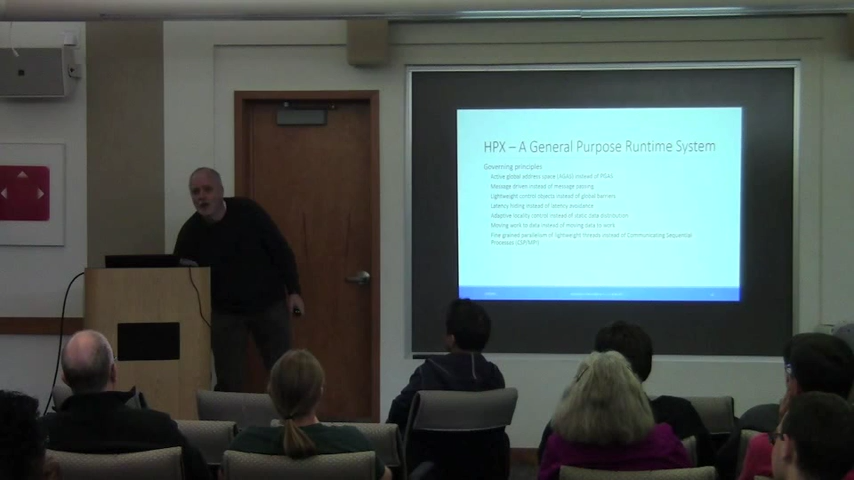 HPX – A General Purpose Runtime System
Governing principles
Active global address space (AGAS) instead of PGAS
Message driven instead of message passing
Lightweight control objects instead of global barriers
Latency hiding instead of latency avoidance
Adaptive locality control instead of static data distribution
Moving work to data instead of moving data to work
Fine grained parallelism of lightweight threads instead of Communicating Sequential
Processes (CSP/MPI)